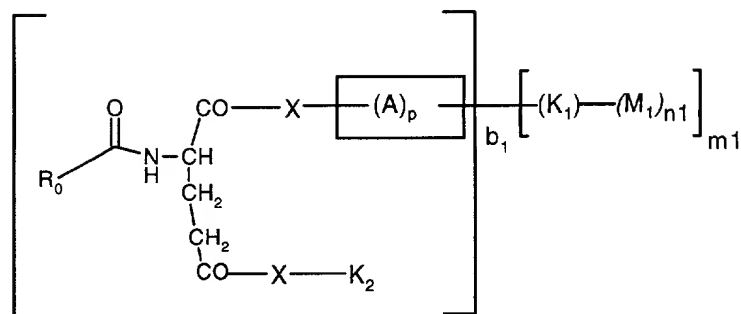 O
R₀
N
H
CH
CO
X
(A)ₚ
b₁
(K₁)—(M₁)n1
m1
CH₂
CH₂
CO—X—K₂